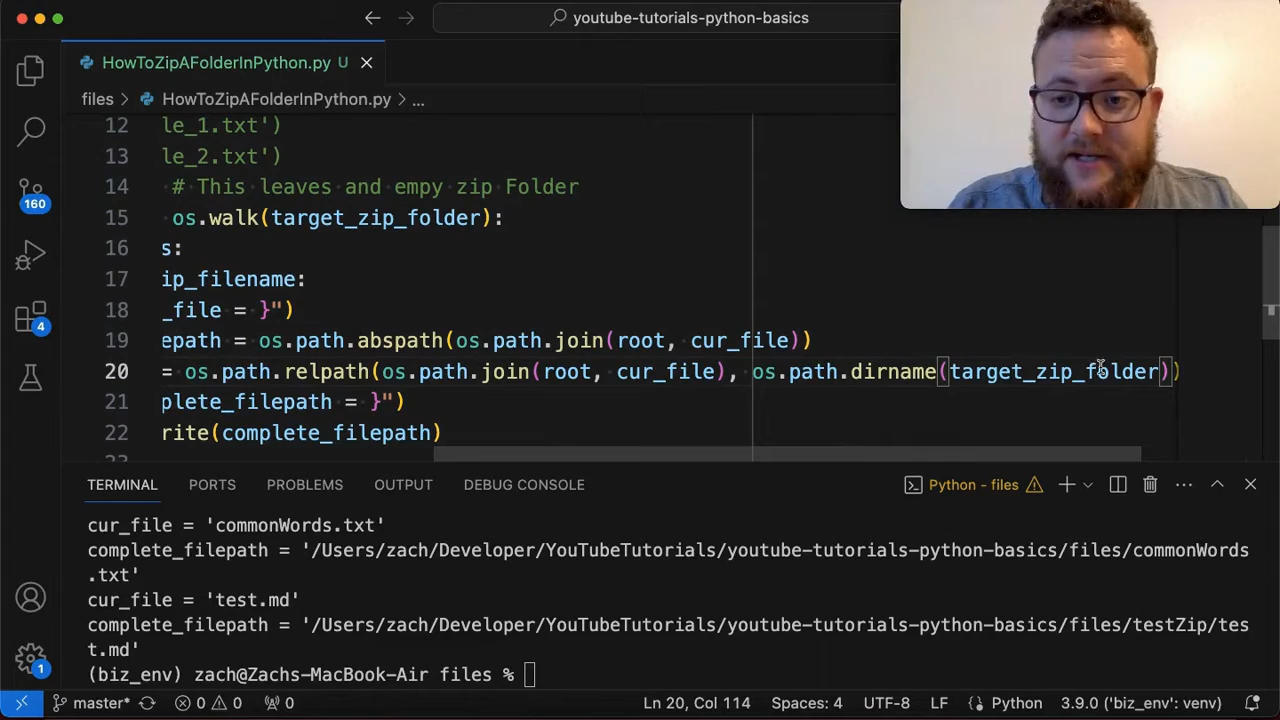 youtube-tutorials-python-basics
HowToZipAFolderInPython.py U
files > HowToZipAFolderInPython.py > ...
12 le_1.txt')
13 le_2.txt')
14 # This leaves and empy zip Folder
15 os.walk(target_zip_folder):
16 s:
17 ip_filename:
18 _file = }")
19 epath = os.path.abspath(os.path.join(root, cur_file))
20 = os.path.relpath(os.path.join(root, cur_file), os.path.dirname(target_zip_folder))
21 plete_filepath = }")
22 rite(complete_filepath)
160
4
1
TERMINAL PORTS PROBLEMS OUTPUT DEBUG CONSOLE Python - files
cur_file = 'commonWords.txt'
complete_filepath = '/Users/zach/Developer/YouTubeTutorials/youtube-tutorials-python-basics/files/commonWords
.txt'
cur_file = 'test.md'
complete_filepath = '/Users/zach/Developer/YouTubeTutorials/youtube-tutorials-python-basics/files/testZip/tes
t.md'
(biz_env) zach@Zachs-MacBook-Air files %
master* 0 0 0 Ln 20, Col 114 Spaces: 4 UTF-8 LF Python 3.9.0 ('biz_env': venv)